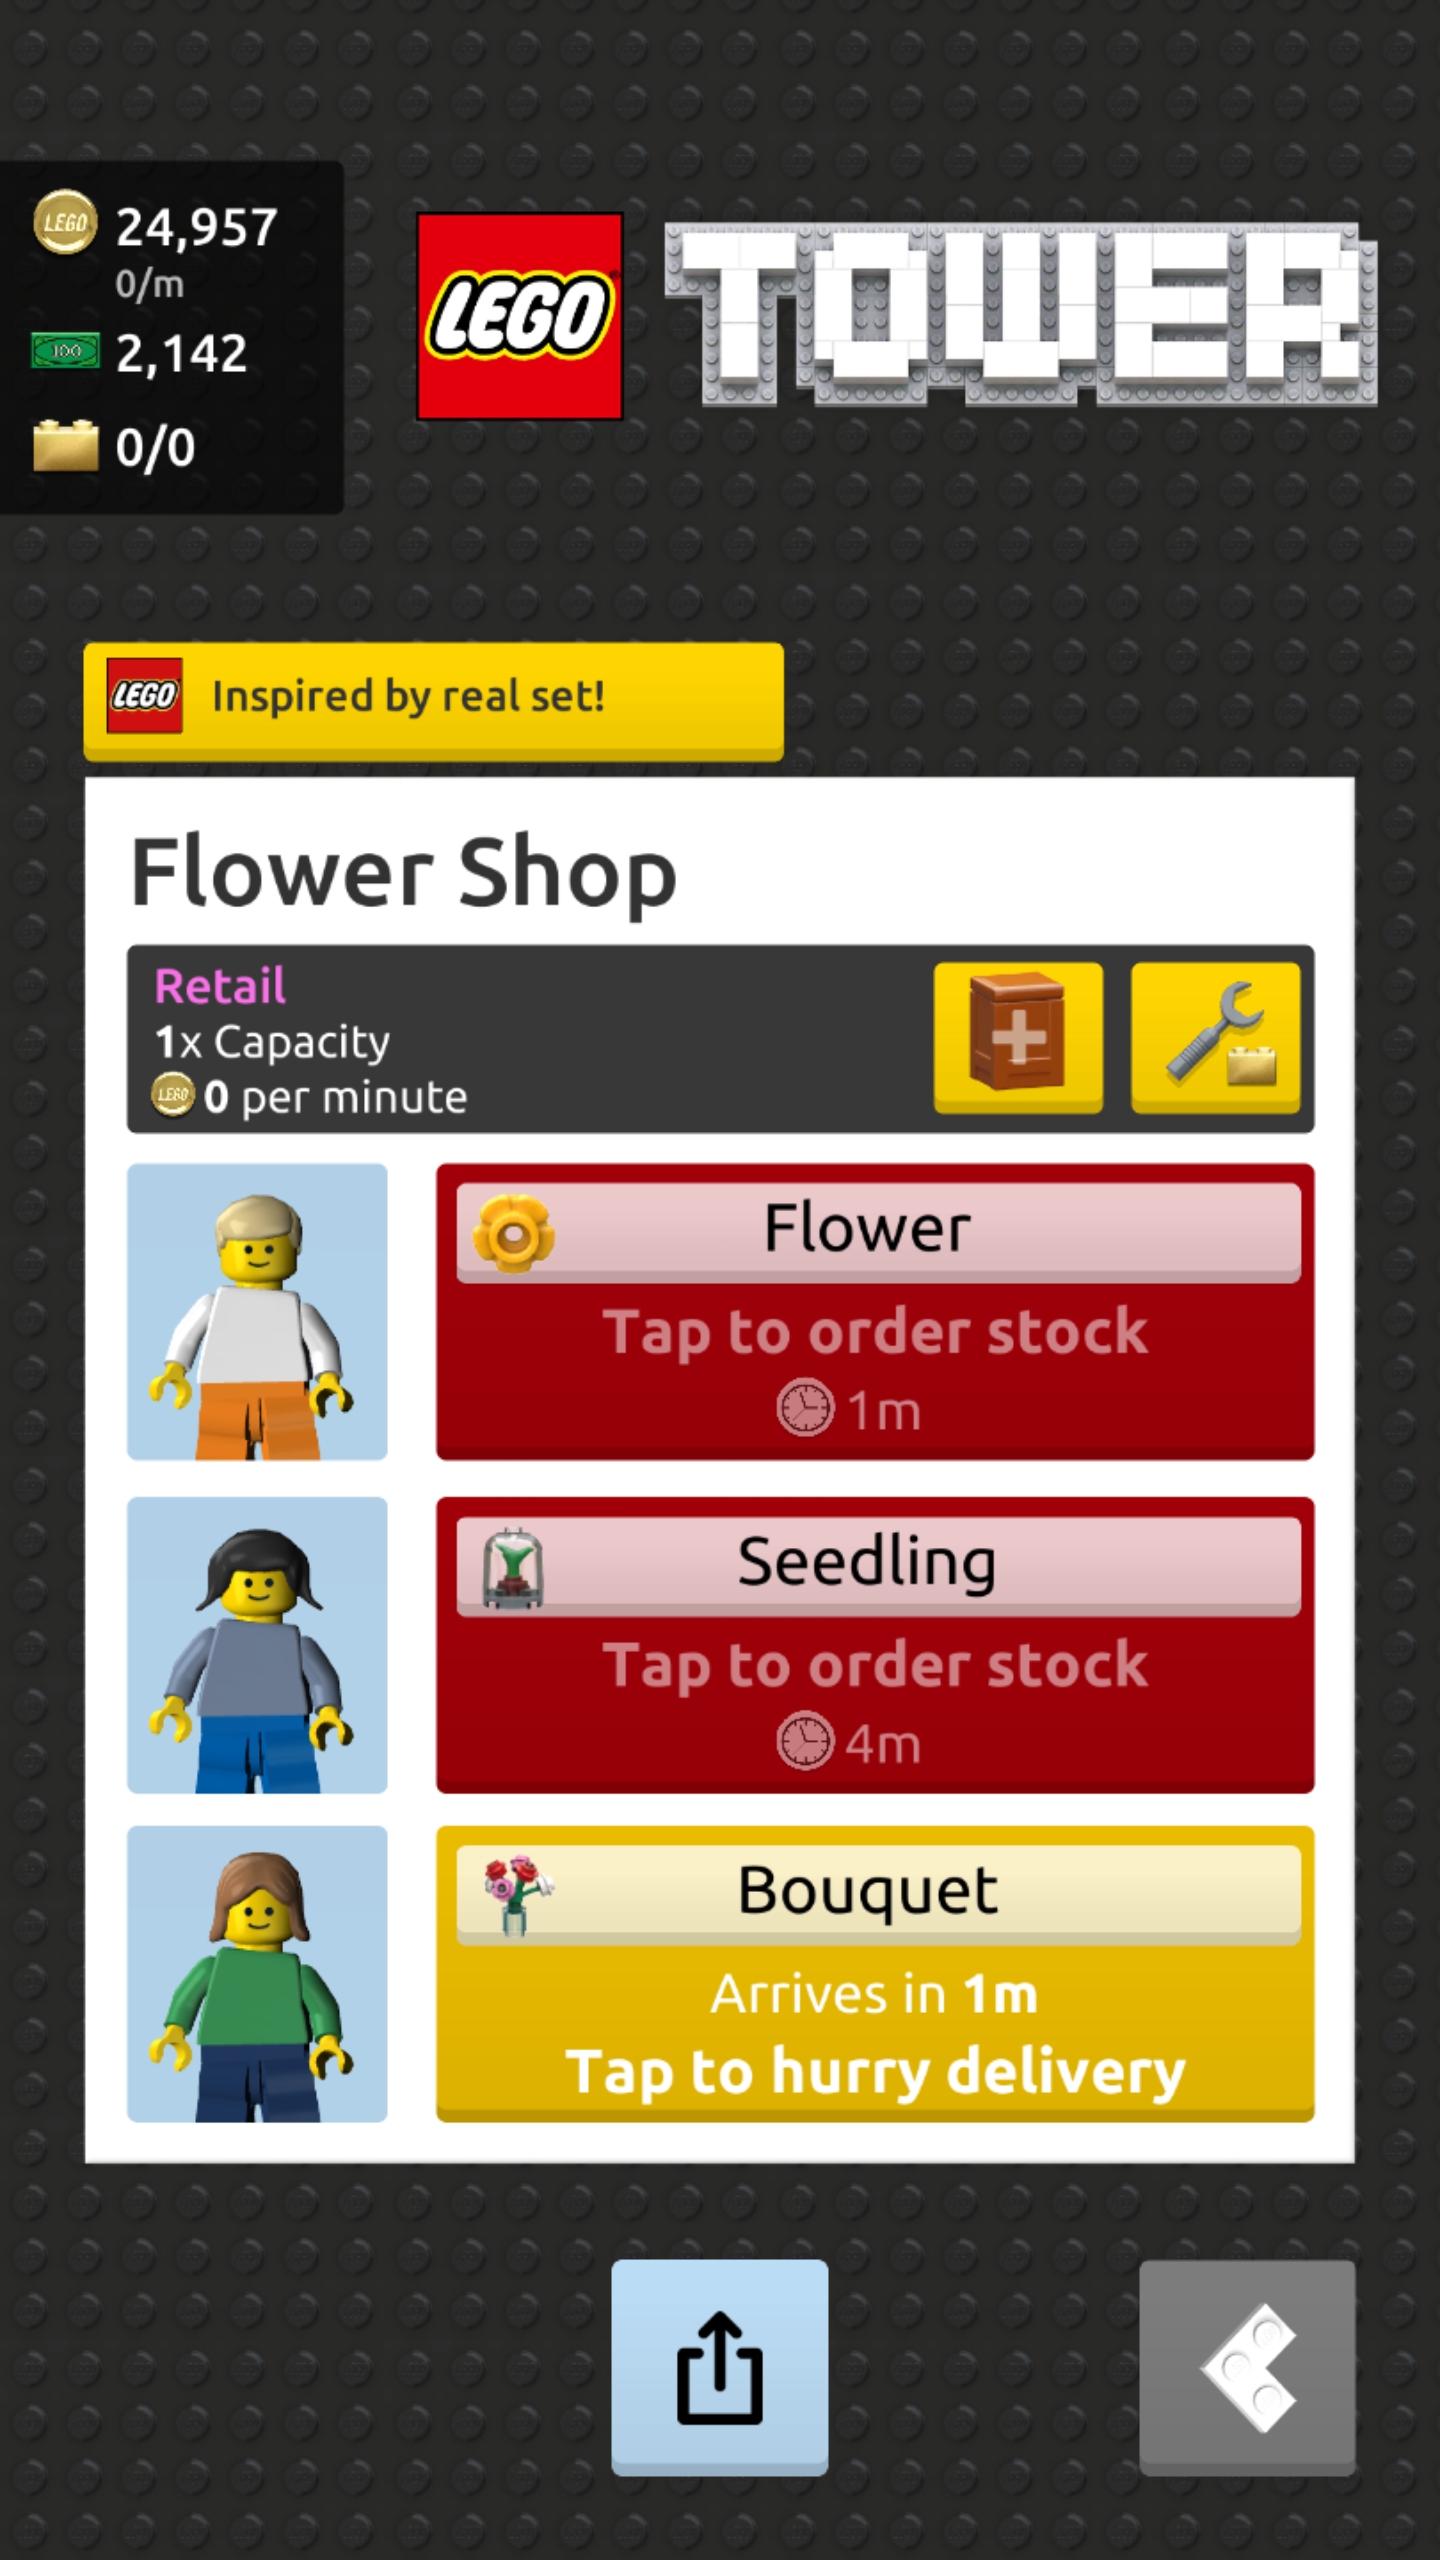 LEGO
24,957
0/m
100
2,142
0/0
LEGO
TOWER
LEGO
Inspired by real set!
Flower Shop
Retail
1x Capacity
LEGO
0 per minute
Flower
Tap to order stock
1m
Seedling
Tap to order stock
4m
Bouquet
Arrives in 1m
Tap to hurry delivery